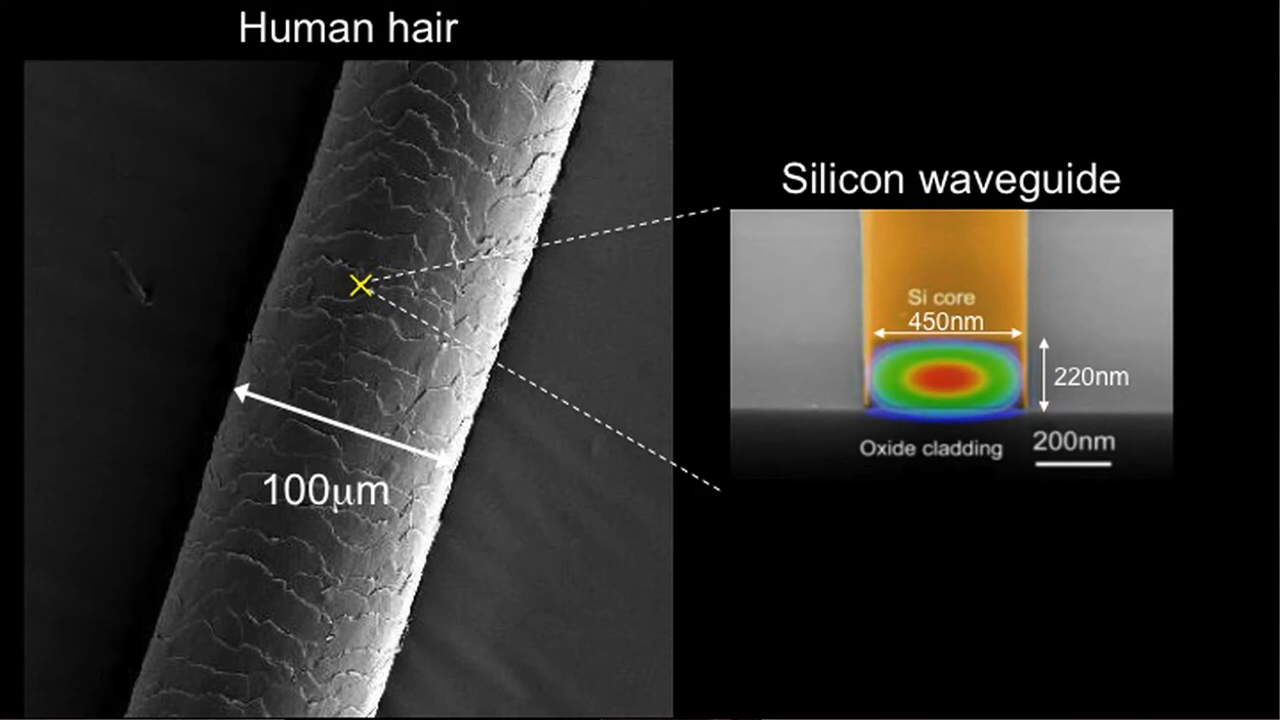 Human hair
100μm
Silicon waveguide
Si core
450nm
220nm
Oxide cladding
200nm